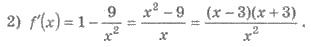 2) f'(x) = 1 - 9/x² = (x² - 9)/x = ((x - 3)(x + 3))/x² .